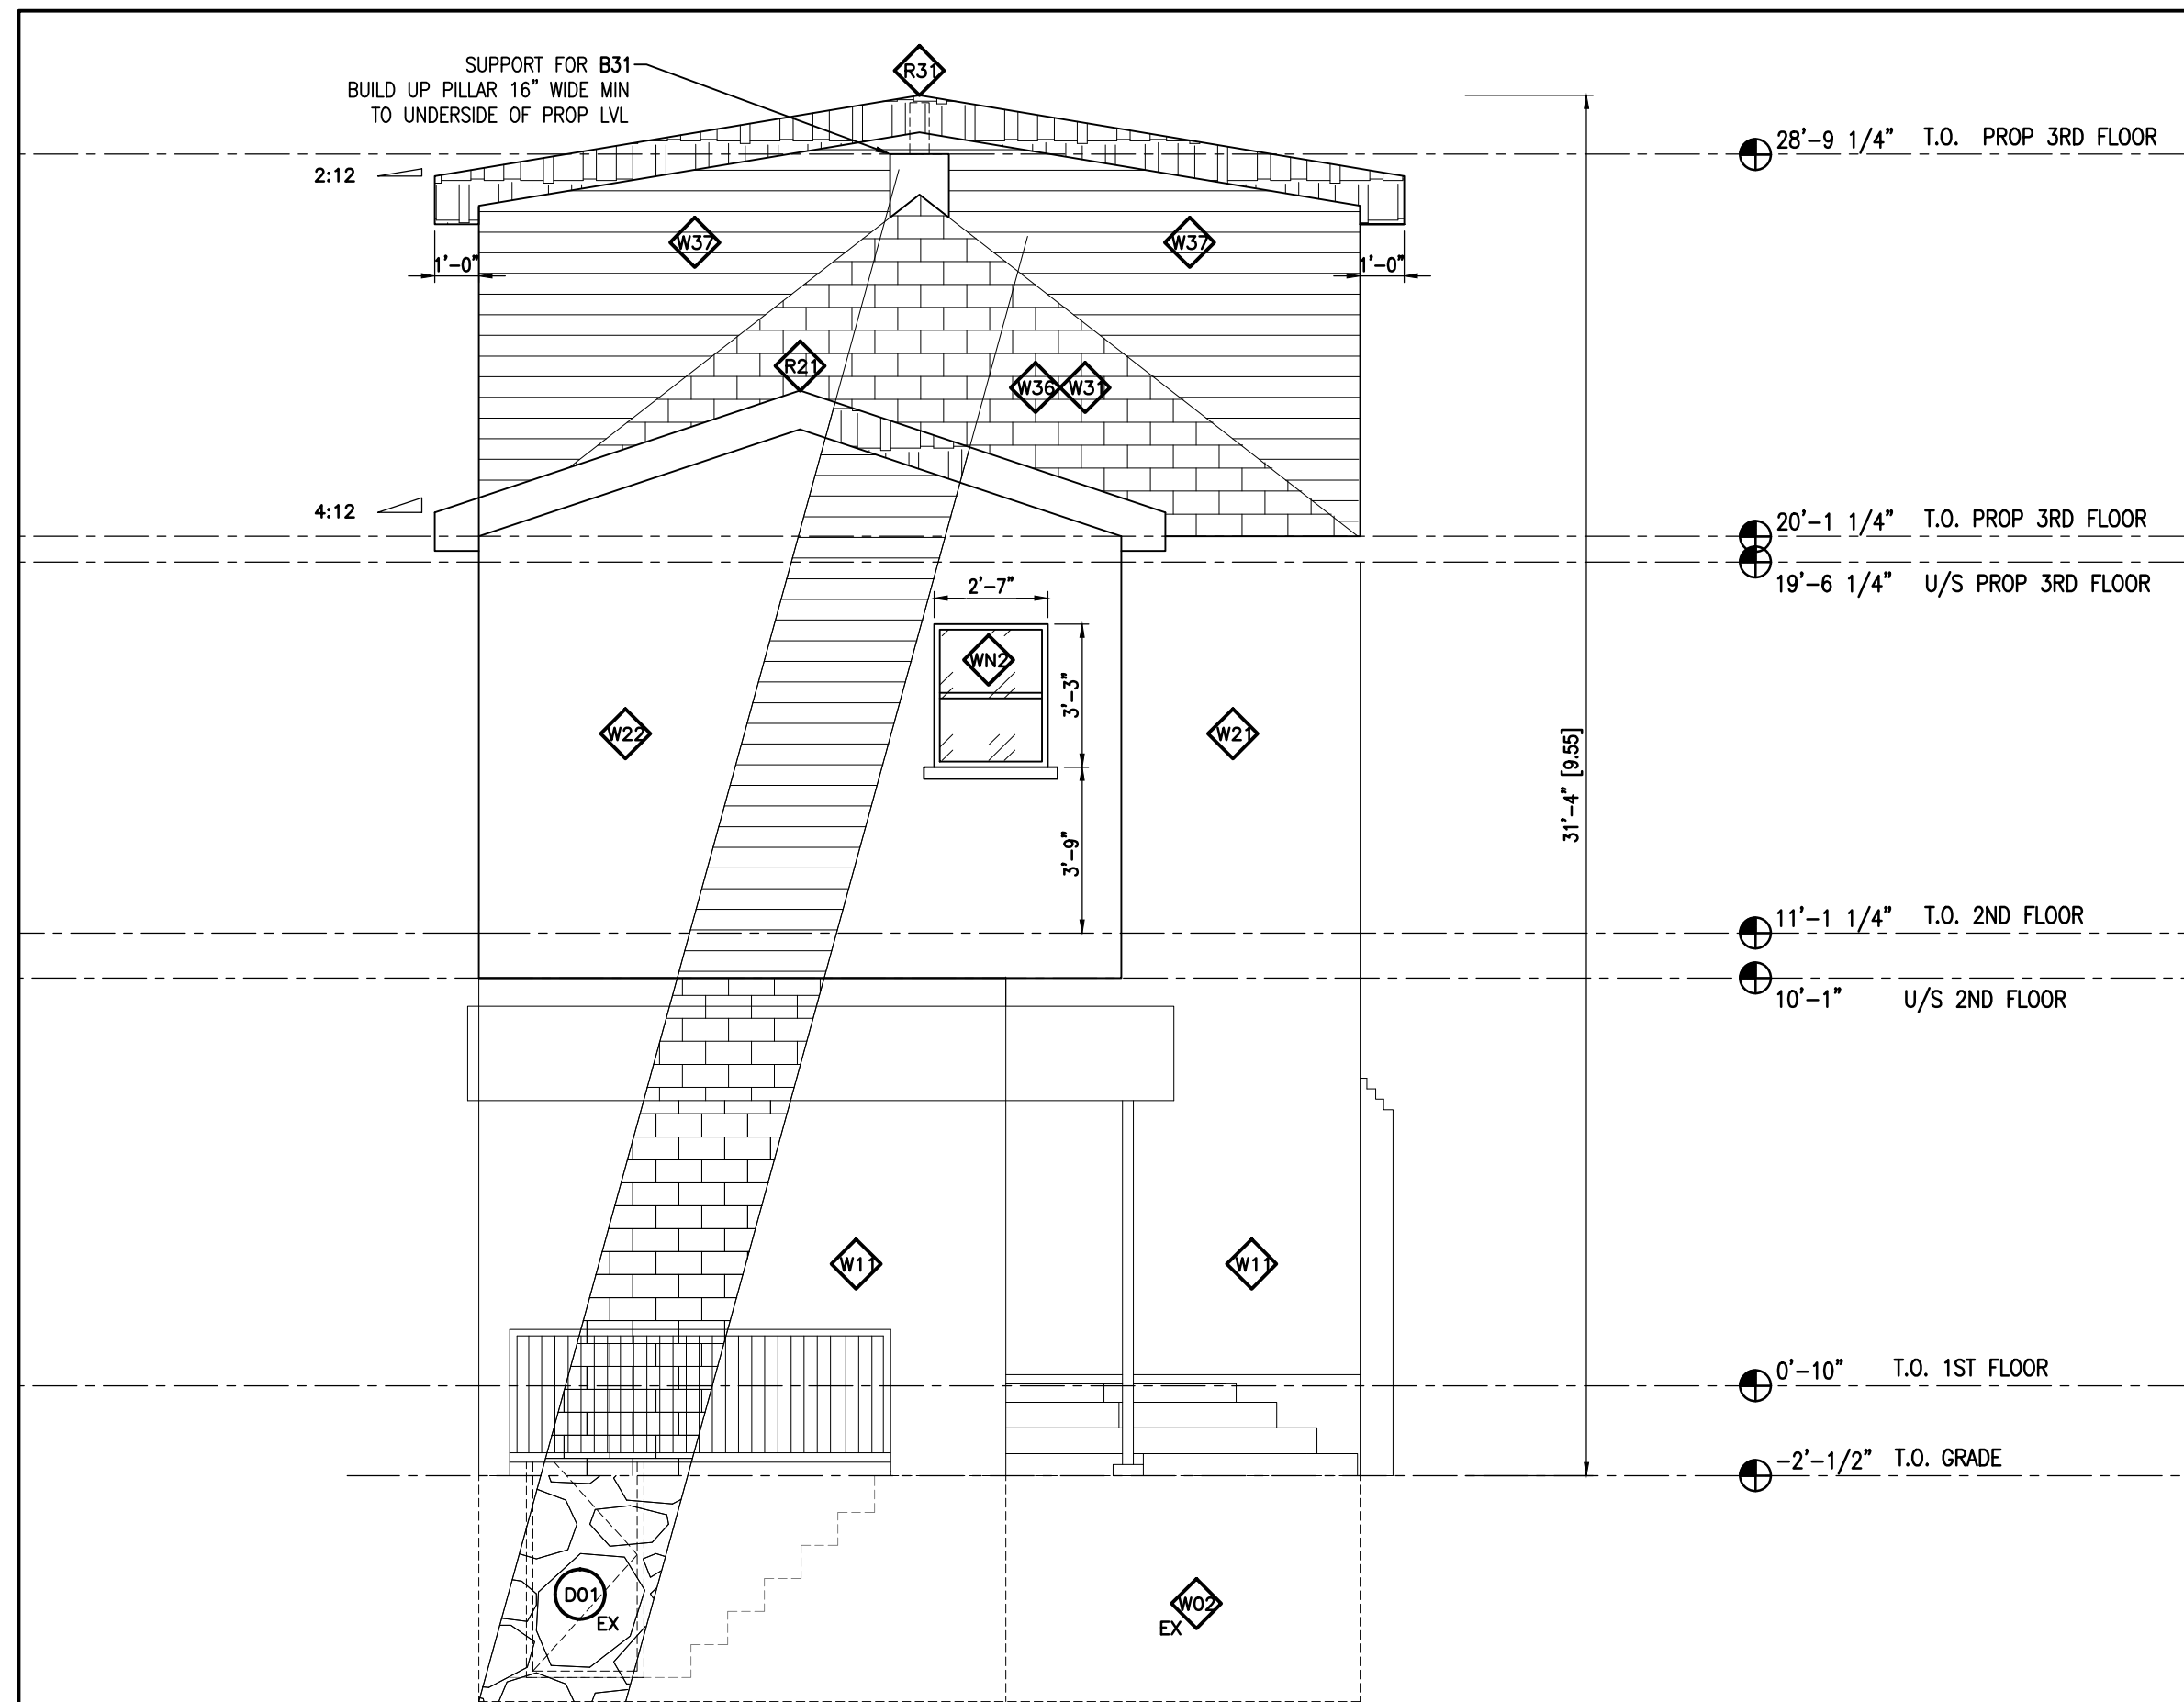 SUPPORT FOR B31
BUILD UP PILLAR 16" WIDE MIN
TO UNDERSIDE OF PROP LVL
R31
28'-9 1/4" T.O. PROP 3RD FLOOR
2:12
W37
W37
1'-0"
1'-0"
R21
W36
W31
4:12
20'-1 1/4" T.O. PROP 3RD FLOOR
19'-6 1/4" U/S PROP 3RD FLOOR
2'-7"
WN2
3'-3"
W22
W21
31'-4" [9.55]
3'-9"
11'-1 1/4" T.O. 2ND FLOOR
10'-1" U/S 2ND FLOOR
W11
W11
0'-10" T.O. 1ST FLOOR
-2'-1/2" T.O. GRADE
D01
EX
W02
EX